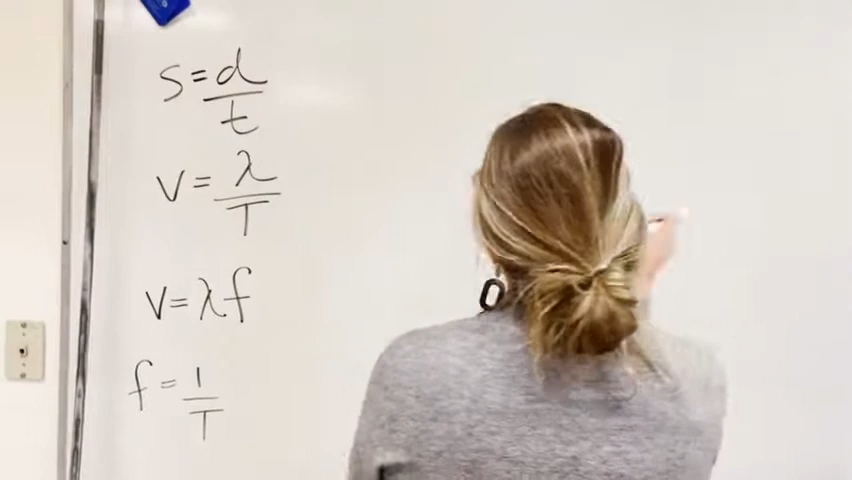 s = d/t
v = λ/T
v = λf
f = 1/T